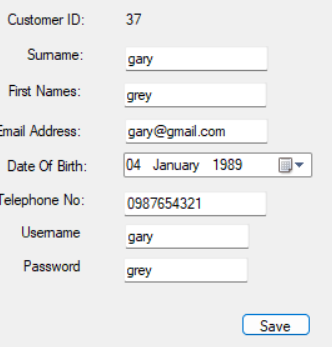 Customer ID: 37
Surname: gary
First Names: grey
Email Address: gary@gmail.com
Date Of Birth: 04 January 1989
Telephone No: 0987654321
Username gary
Password grey
Save